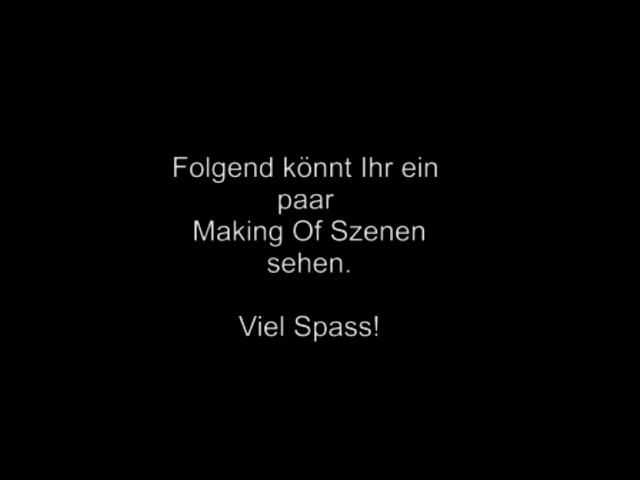 Folgend könnt Ihr ein
paar
Making Of Szenen
sehen.
Viel Spass!